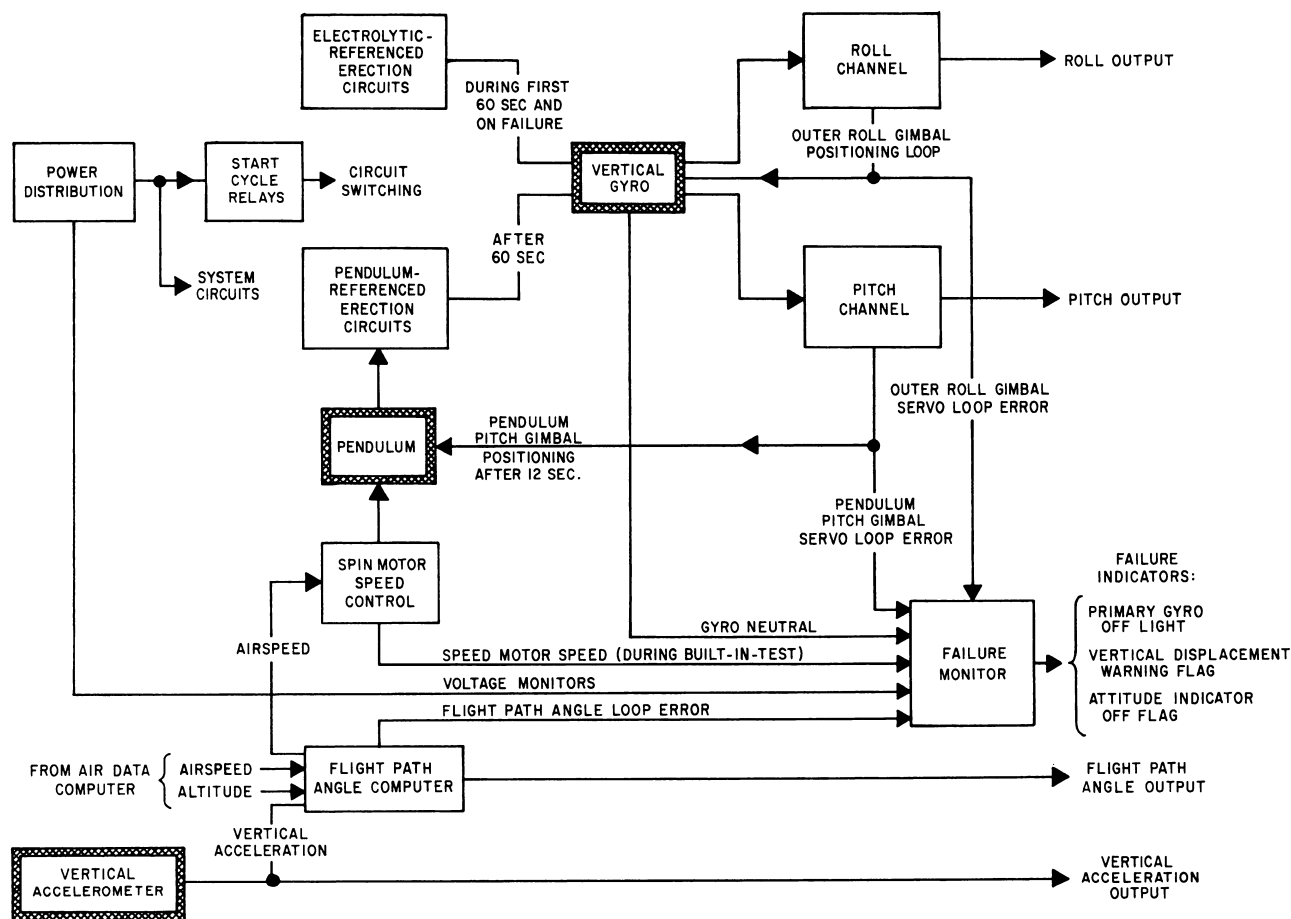 ELECTROLYTIC-
REFERENCED
ERECTION
CIRCUITS
DURING FIRST
60 SEC AND
ON FAILURE
ROLL
CHANNEL
ROLL OUTPUT
OUTER ROLL GIMBAL
POSITIONING LOOP
POWER
DISTRIBUTION
START
CYCLE
RELAYS
CIRCUIT
SWITCHING
VERTICAL
GYRO
SYSTEM
CIRCUITS
AFTER
60 SEC
PENDULUM-
REFERENCED
ERECTION
CIRCUITS
PITCH
CHANNEL
PITCH OUTPUT
OUTER ROLL GIMBAL
SERVO LOOP ERROR
PENDULUM
PENDULUM
PITCH GIMBAL
POSITIONING
AFTER 12 SEC.
PENDULUM
PITCH GIMBAL
SERVO LOOP ERROR
SPIN MOTOR
SPEED
CONTROL
FAILURE
INDICATORS:
PRIMARY GYRO
OFF LIGHT
VERTICAL DISPLACEMENT
WARNING FLAG
ATTITUDE INDICATOR
OFF FLAG
FAILURE
MONITOR
GYRO NEUTRAL
AIRSPEED
SPEED MOTOR SPEED (DURING BUILT-IN-TEST)
VOLTAGE MONITORS
FLIGHT PATH ANGLE LOOP ERROR
FROM AIR DATA
COMPUTER
AIRSPEED
ALTITUDE
FLIGHT PATH
ANGLE COMPUTER
FLIGHT PATH
ANGLE OUTPUT
VERTICAL
ACCELERATION
VERTICAL
ACCELEROMETER
VERTICAL
ACCELERATION
OUTPUT